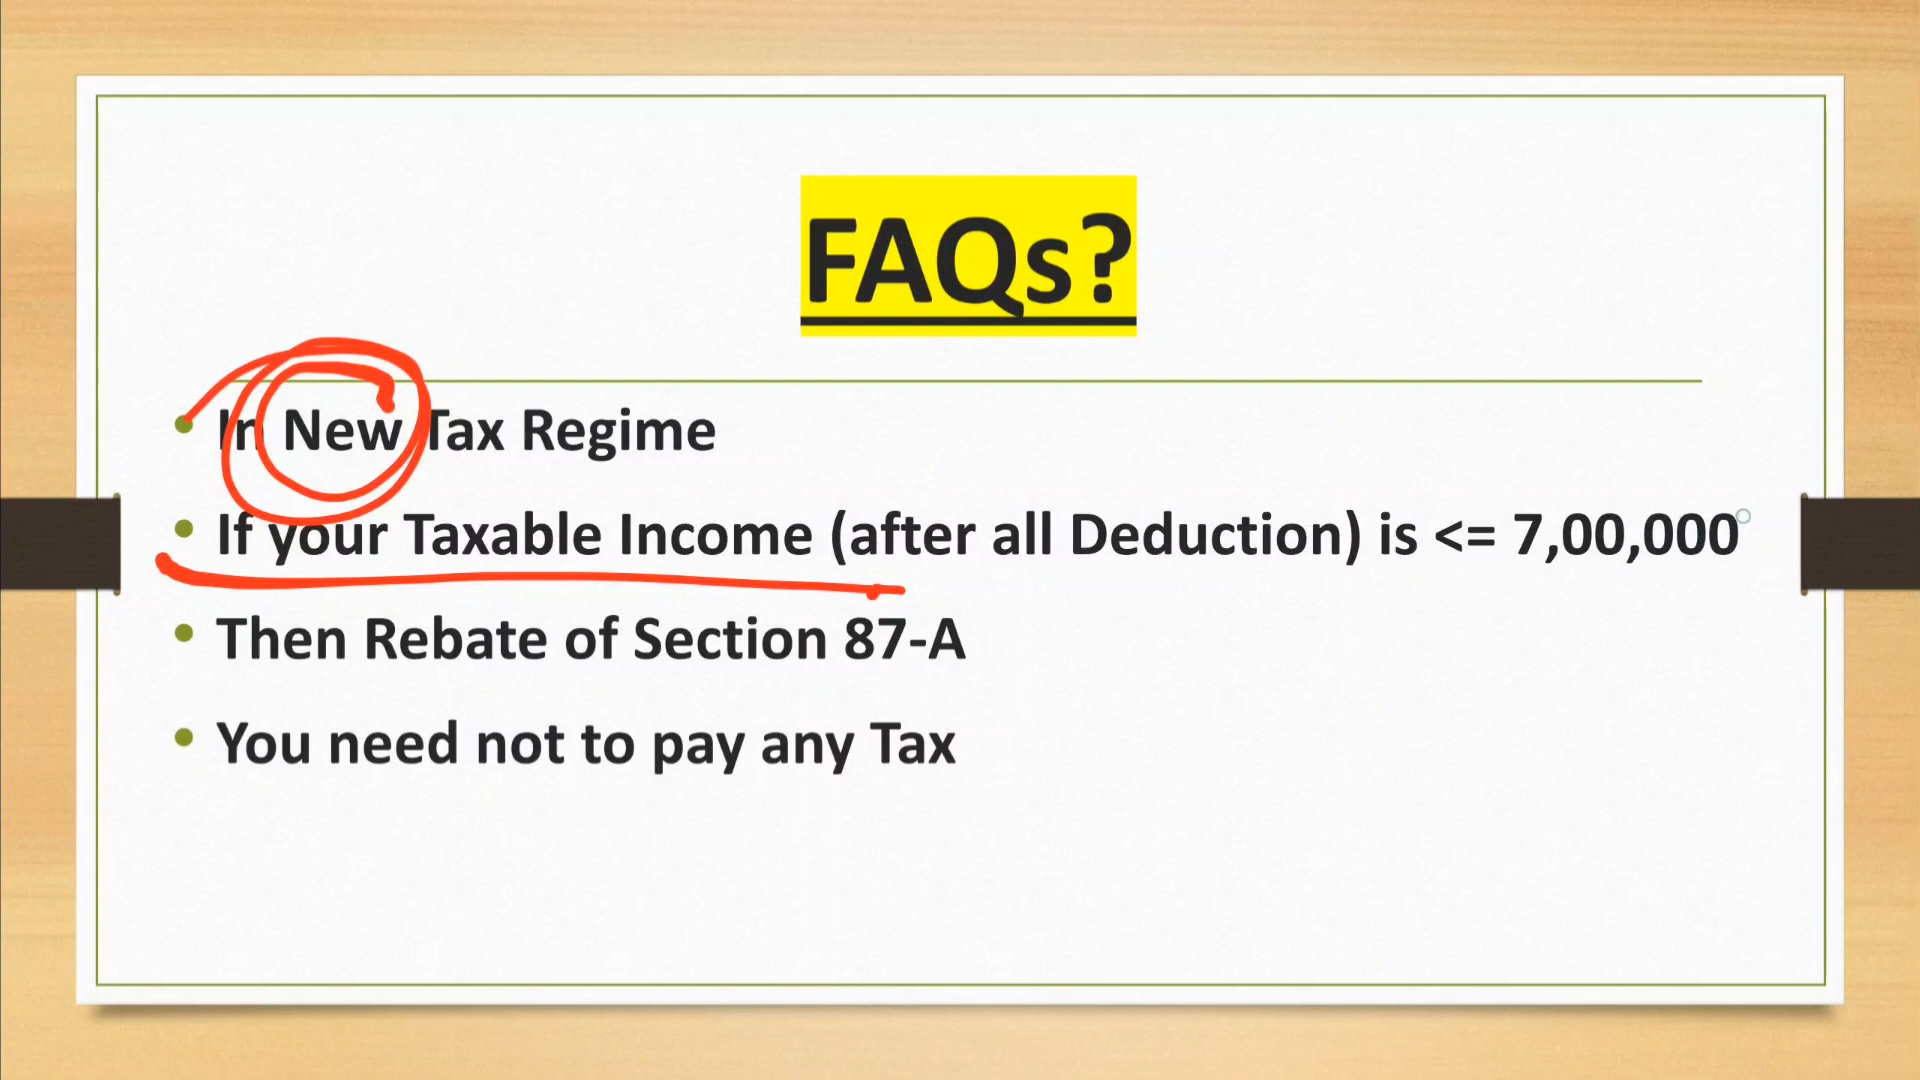 FAQs?
In New Tax Regime
If your Taxable Income (after all Deduction) is <= 7,00,000
Then Rebate of Section 87-A
You need not to pay any Tax